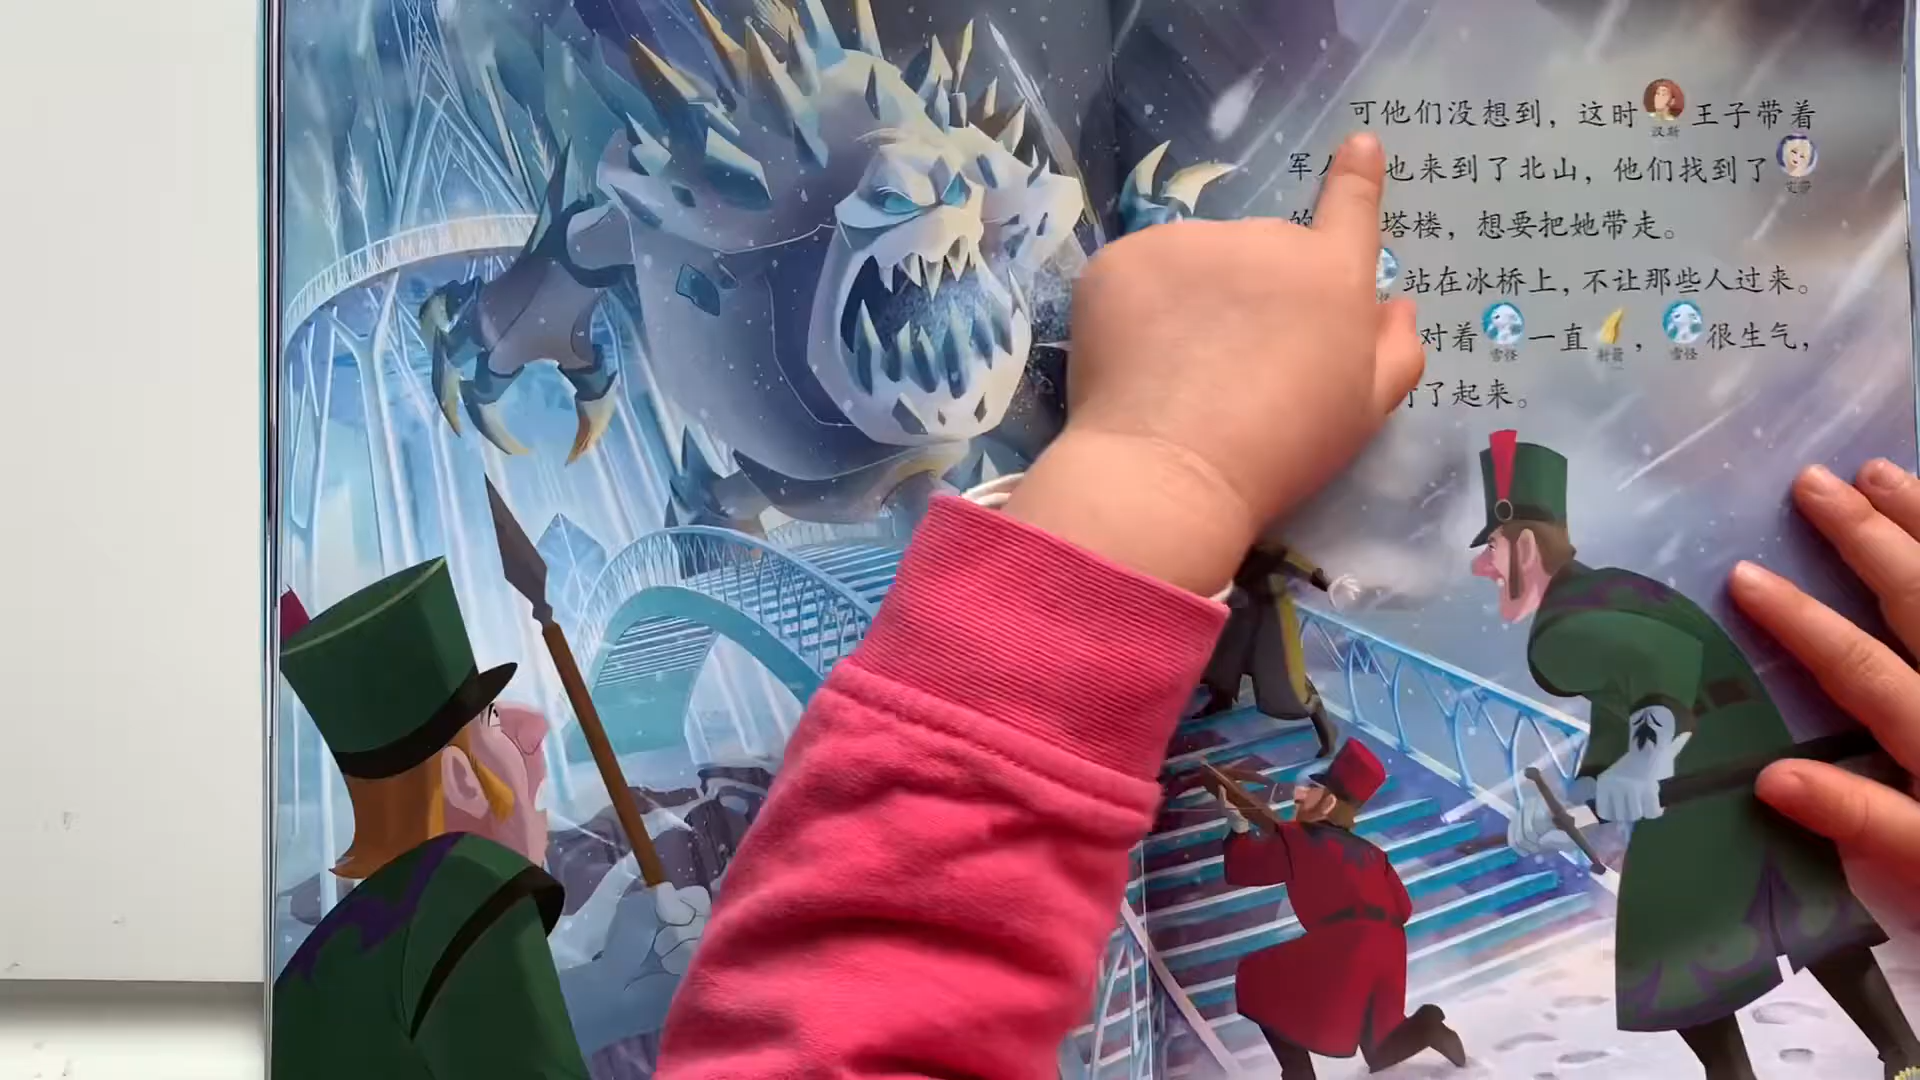 可他们没想到，这时汉斯王子带着
军也来到了北山，他们找到了
的塔楼，想要把她带走。
站在冰桥上，不让那些人过来。
对着雪怪一直射箭，雪怪很生气，
了起来。